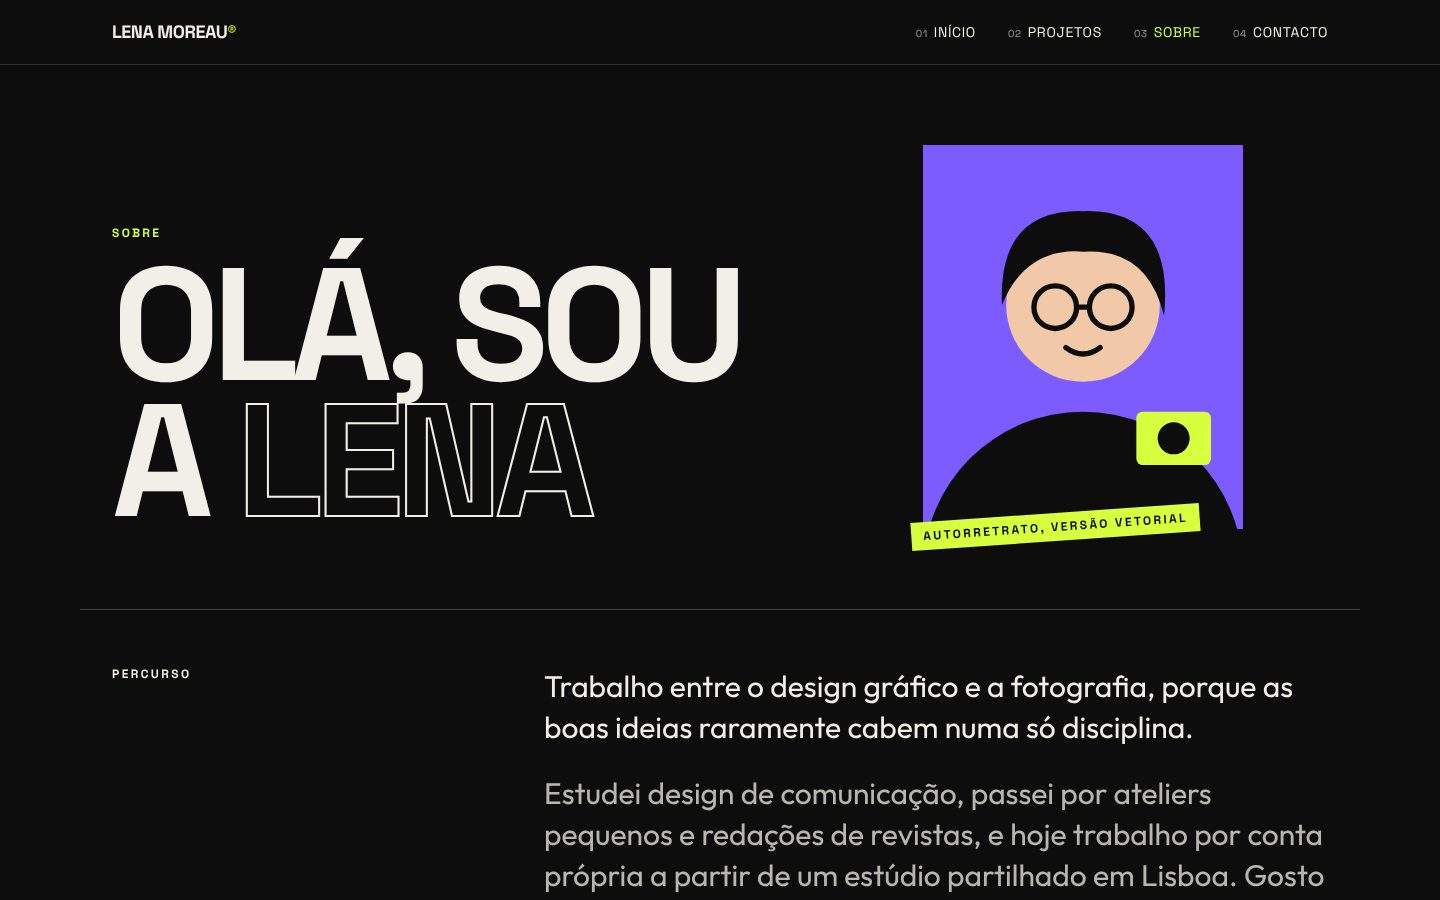 LENA MOREAU®
01 INÍCIO
02 PROJETOS
03 SOBRE
04 CONTACTO
SOBRE
OLÁ, SOU
A LENA
AUTORRETRATO, VERSÃO VETORIAL
PERCURSO
Trabalho entre o design gráfico e a fotografia, porque as
boas ideias raramente cabem numa só disciplina.
Estudei design de comunicação, passei por ateliers
pequenos e redações de revistas, e hoje trabalho por conta
própria a partir de um estúdio partilhado em Lisboa. Gosto